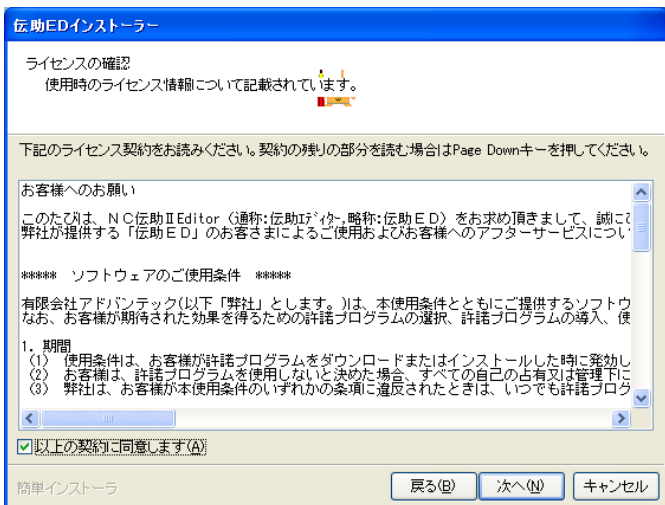 伝助EDインストーラー
ライセンスの確認
使用時のライセンス情報について記載されています。
下記のライセンス契約をお読みください。契約の残りの部分を読む場合はPage Downキーを押してください。
お客様へのお願い
このたびは、NC伝助ⅡEditor(通称:伝助ｴﾃﾞｨﾀｰ,略称:伝助ED)をお求め頂きまして、誠に
弊社が提供する「伝助ED」のお客さまによるご使用およびお客様へのアフターサービスについ
***** ソフトウェアのご使用条件 *****
有限会社アドバンテック(以下「弊社」とします。)は、本使用条件とともにご提供するソフトウ
なお、お客様が期待された効果を得るための許諾プログラムの選択、許諾プログラムの導入、使
1. 期間
(1) 使用条件は、お客様が許諾プログラムをダウンロードまたはインストールした時に発効し
(2) お客様は、許諾プログラムを使用しないと決めた場合、すべての自己の占有又は管理下に
(3) 弊社は、お客様が本使用条件のいずれかの条項に違反されたときは、いつでも許諾プログ
以上の契約に同意します(A)
簡単インストーラ
戻る(B)
次へ(N)
キャンセル